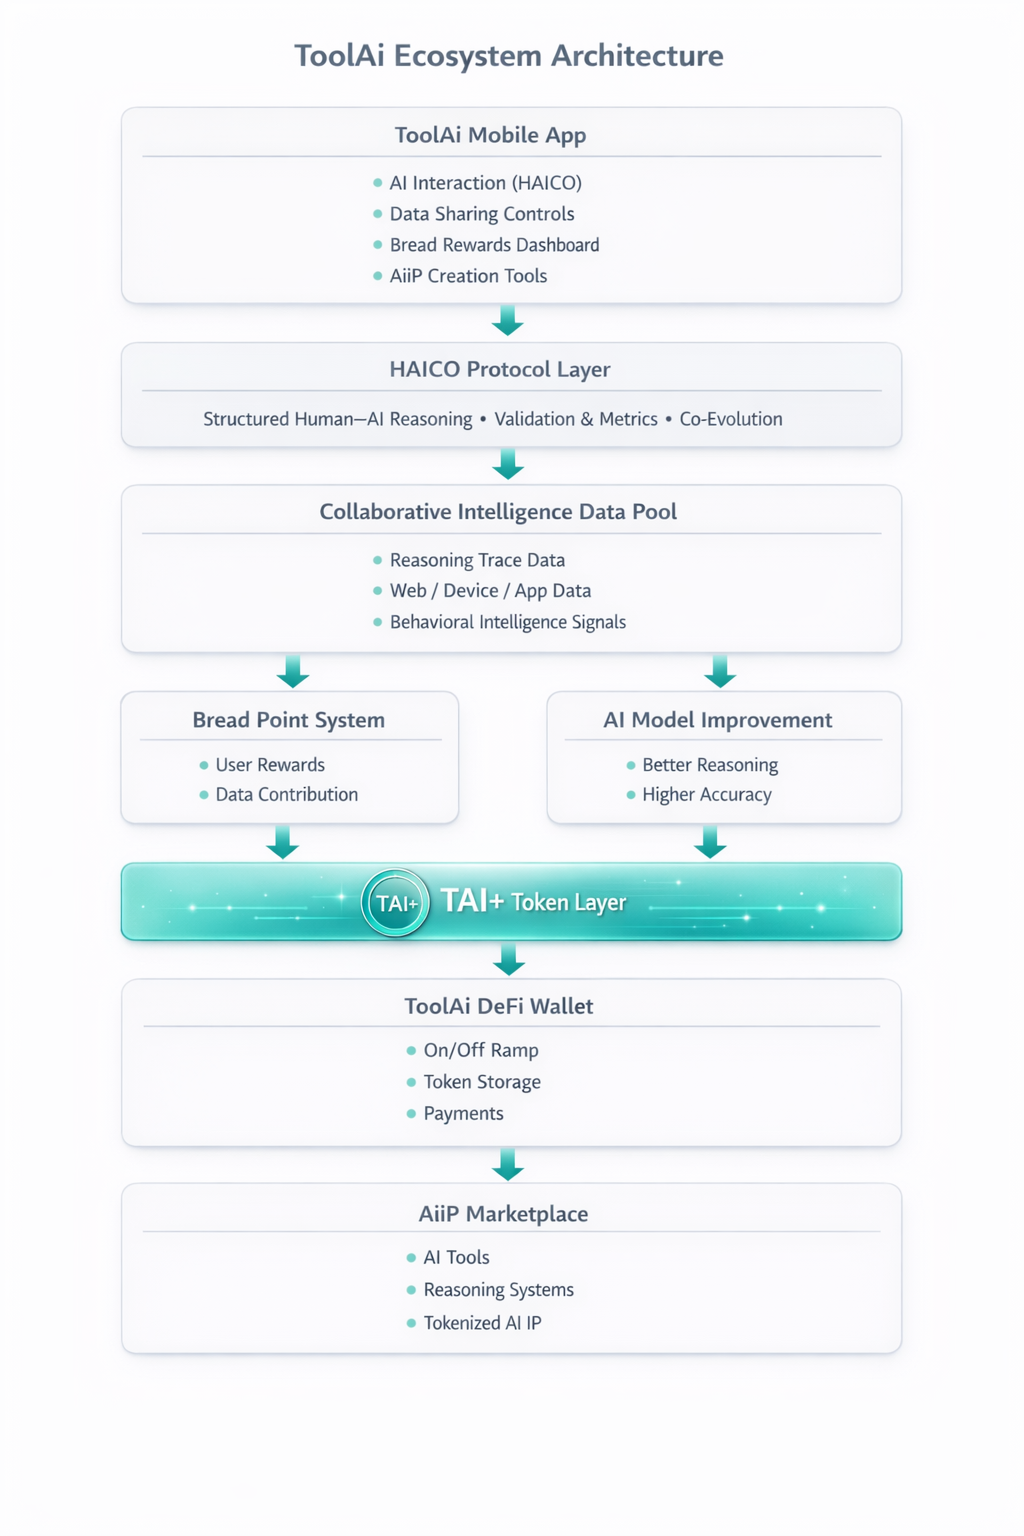 ToolAi Ecosystem Architecture
ToolAi Mobile App
AI Interaction (HAICO)
Data Sharing Controls
Bread Rewards Dashboard
AiiP Creation Tools
HAICO Protocol Layer
Structured Human—AI Reasoning • Validation & Metrics • Co-Evolution
Collaborative Intelligence Data Pool
Reasoning Trace Data
Web / Device / App Data
Behavioral Intelligence Signals
Bread Point System
User Rewards
Data Contribution
AI Model Improvement
Better Reasoning
Higher Accuracy
TAI+
TAI+ Token Layer
ToolAi DeFi Wallet
On/Off Ramp
Token Storage
Payments
AiiP Marketplace
AI Tools
Reasoning Systems
Tokenized AI IP